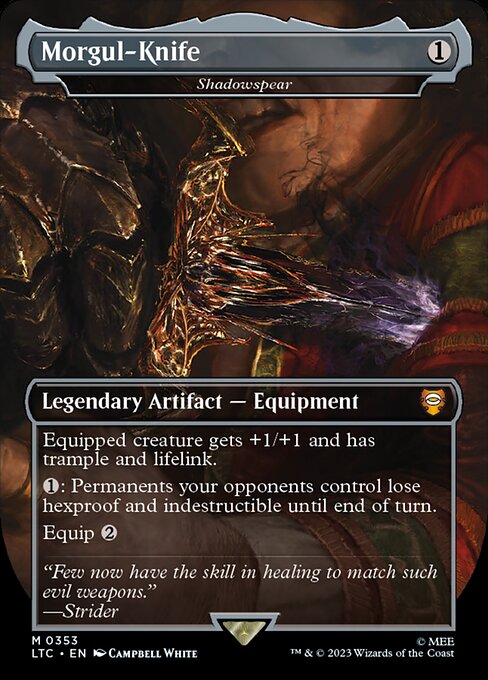 Morgul-Knife 1
Shadowspear
Legendary Artifact — Equipment
Equipped creature gets +1/+1 and has
trample and lifelink.
1: Permanents your opponents control lose
hexproof and indestructible until end of turn.
Equip 2
“Few now have the skill in healing to match such
evil weapons.”
—Strider
M 0353
LTC • EN CAMPBELL WHITE
© MEE
™ & © 2023 Wizards of the Coast